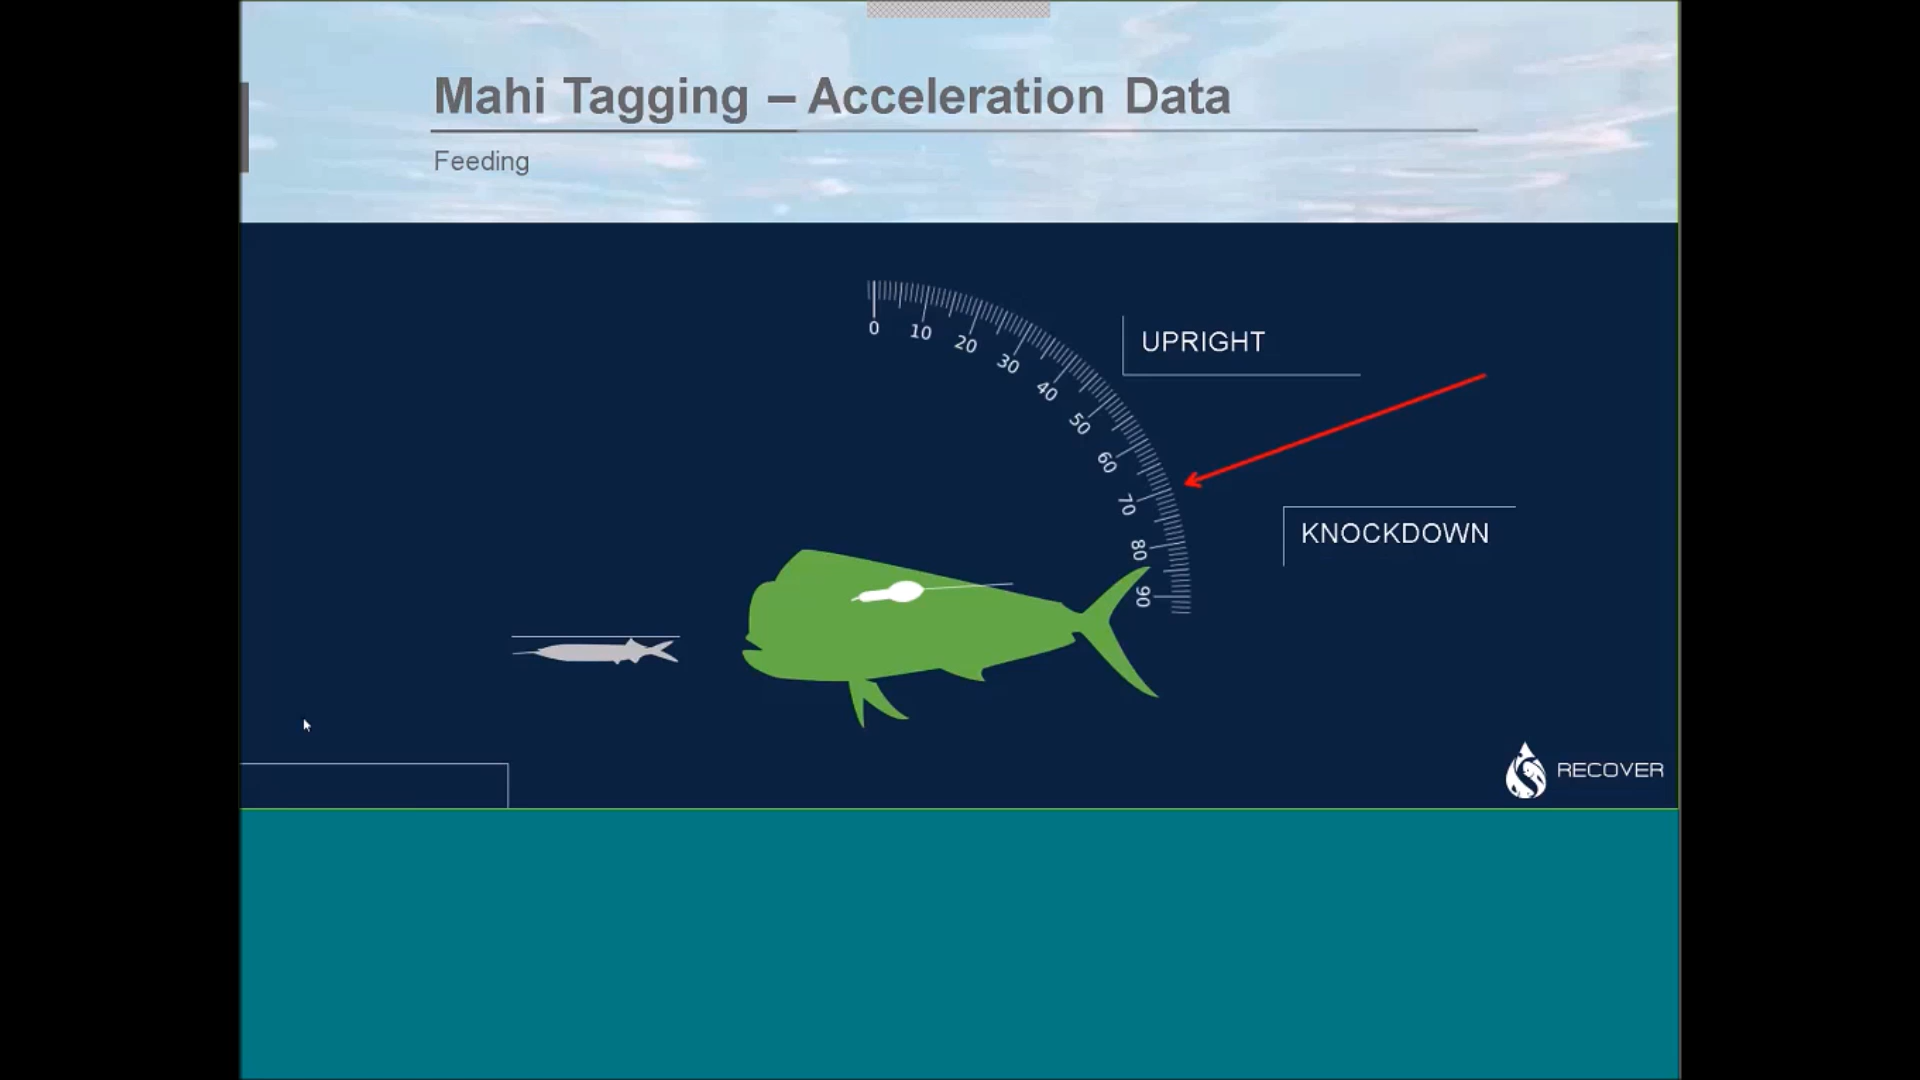 Mahi Tagging – Acceleration Data
Feeding
0
10
20
30
40
50
60
70
80
90
UPRIGHT
KNOCKDOWN
RECOVER